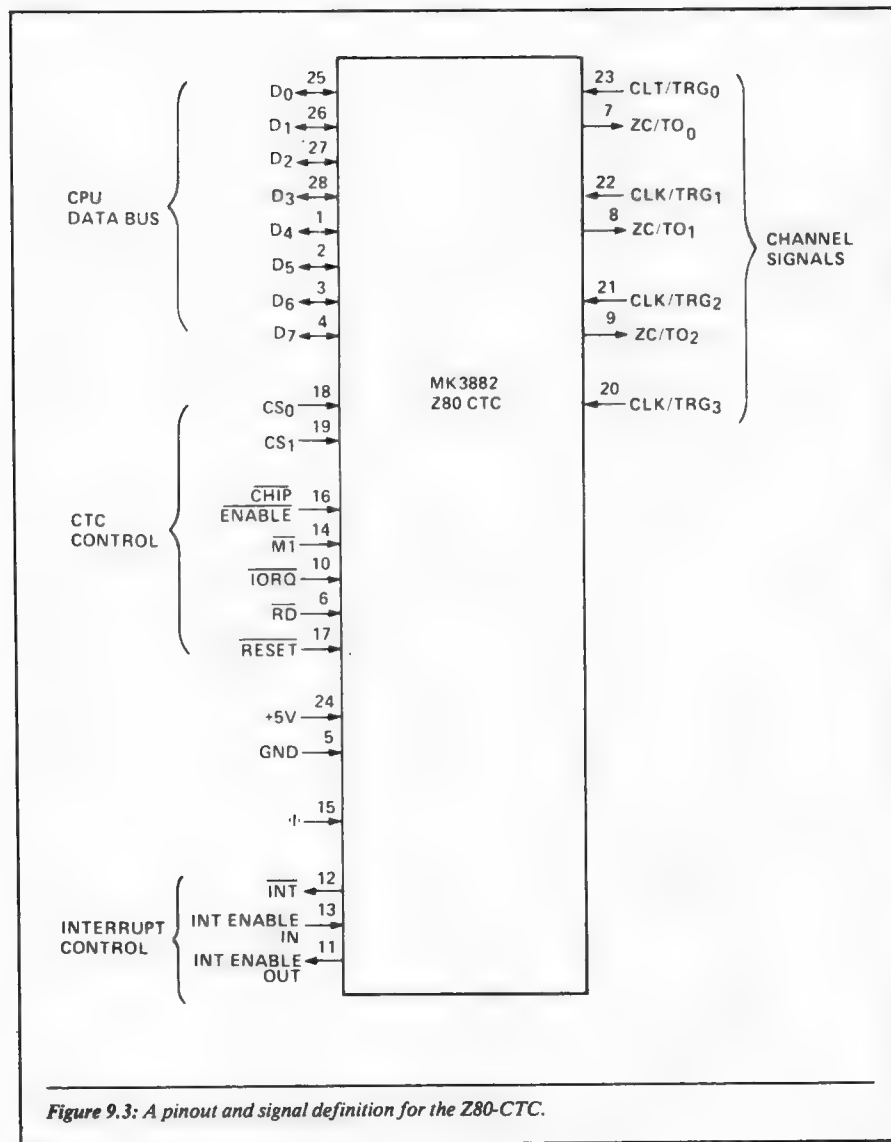 CPU
DATA BUS
D0 25
D1 26
D2 27
D3 28
D4 1
D5 2
D6 3
D7 4
CTC
CONTROL
CS0 18
CS1 19
CHIP
ENABLE 16
M1 14
IORQ 10
RD 6
RESET 17
+5V 24
GND 5
Φ 15
INTERRUPT
CONTROL
INT 12
INT ENABLE
IN 13
INT ENABLE
OUT 11
MK3882
Z80 CTC
23 CLT/TRG0
7 ZC/TO0
22 CLK/TRG1
8 ZC/TO1
21 CLK/TRG2
9 ZC/TO2
20 CLK/TRG3
CHANNEL
SIGNALS
Figure 9.3: A pinout and signal definition for the Z80-CTC.